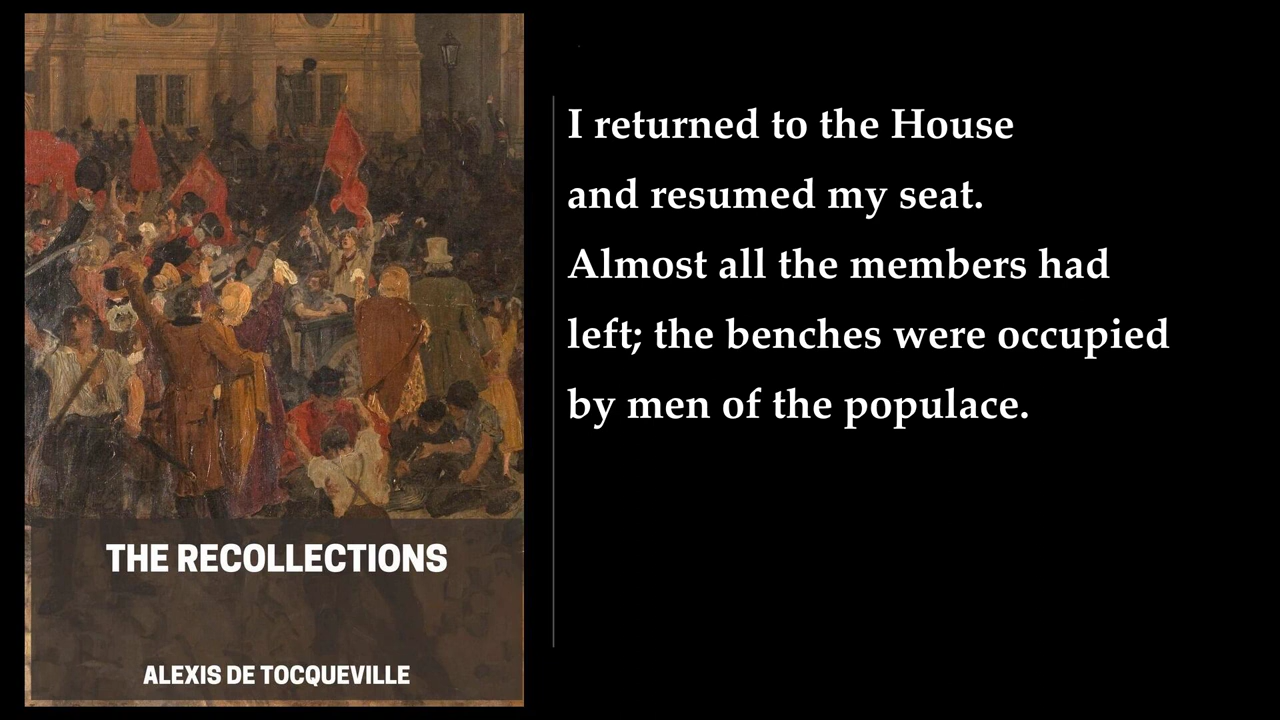 THE RECOLLECTIONS
ALEXIS DE TOCQUEVILLE
I returned to the House
and resumed my seat.
Almost all the members had
left; the benches were occupied
by men of the populace.